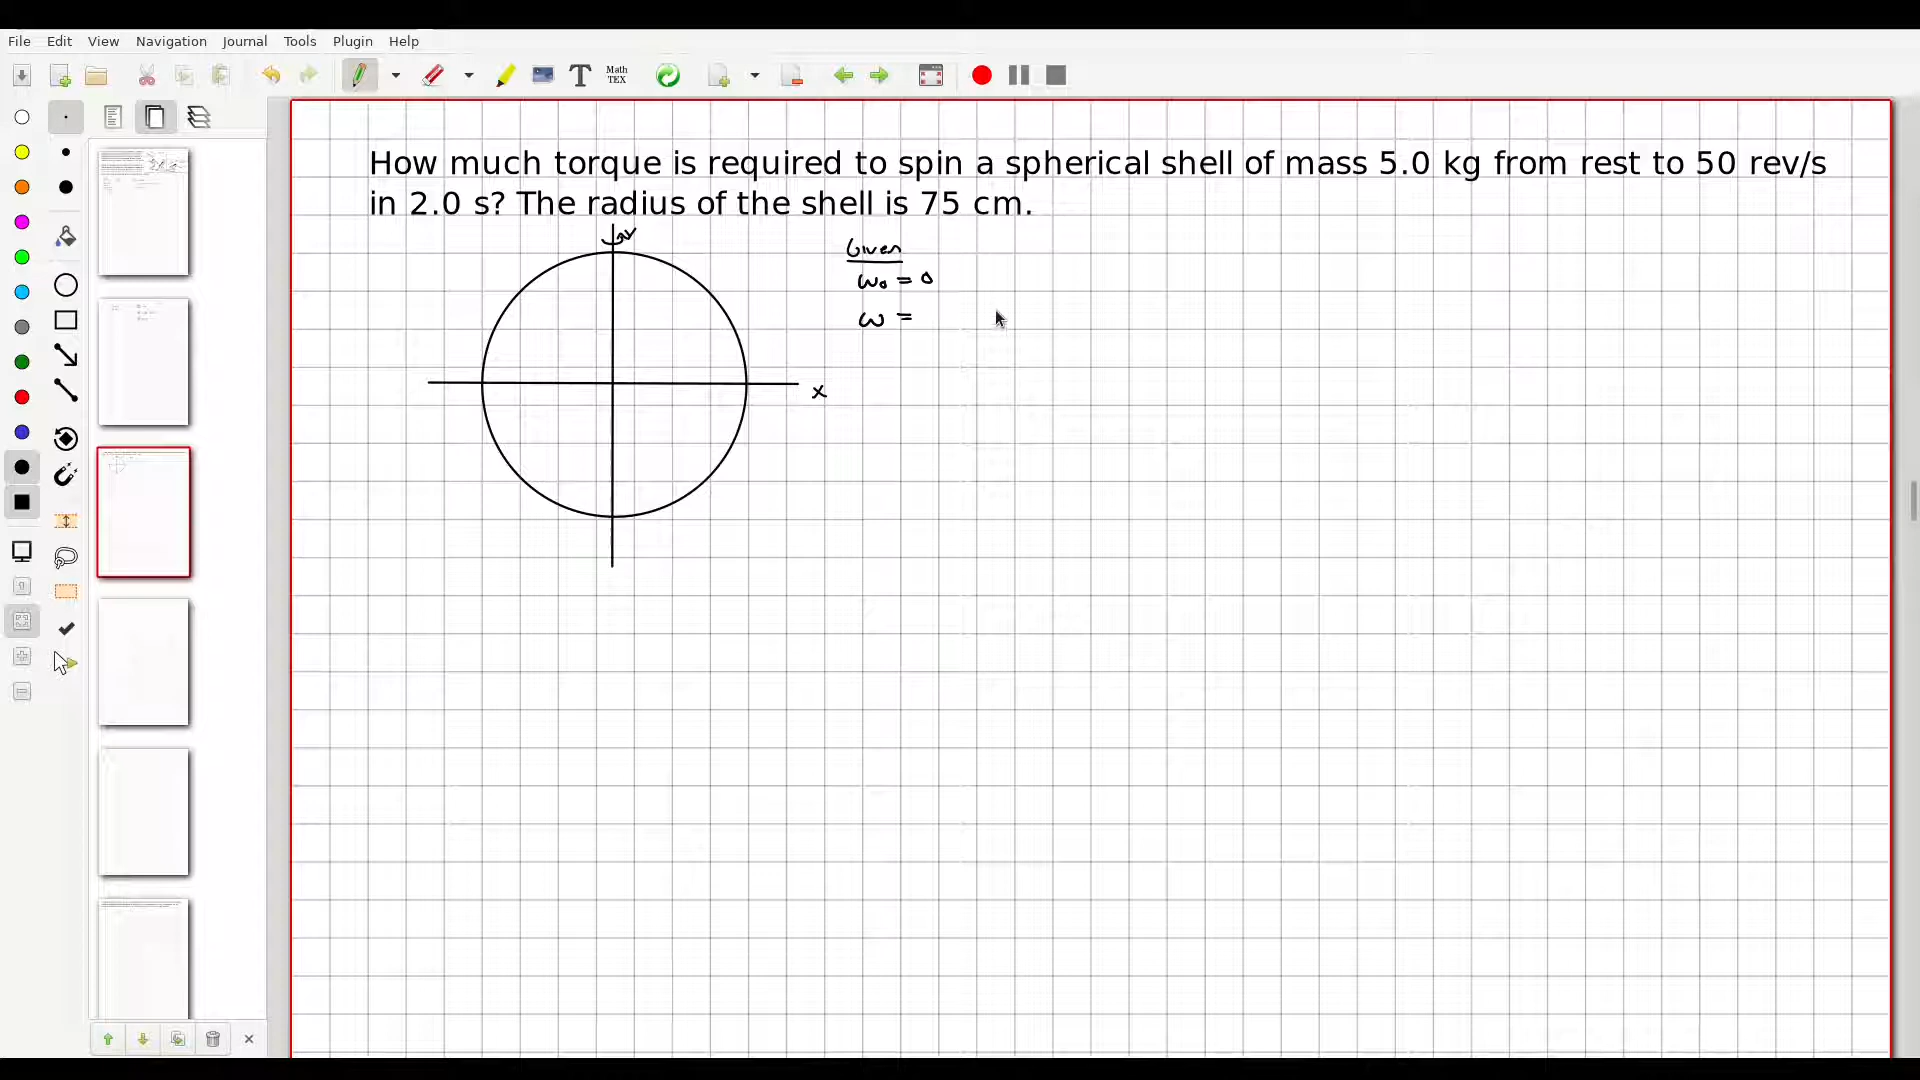 File Edit View Navigation Journal Tools Plugin Help
Math
TEX
How much torque is required to spin a spherical shell of mass 5.0 kg from rest to 50 rev/s
in 2.0 s? The radius of the shell is 75 cm.
Given
ω₀ = 0
ω =
x